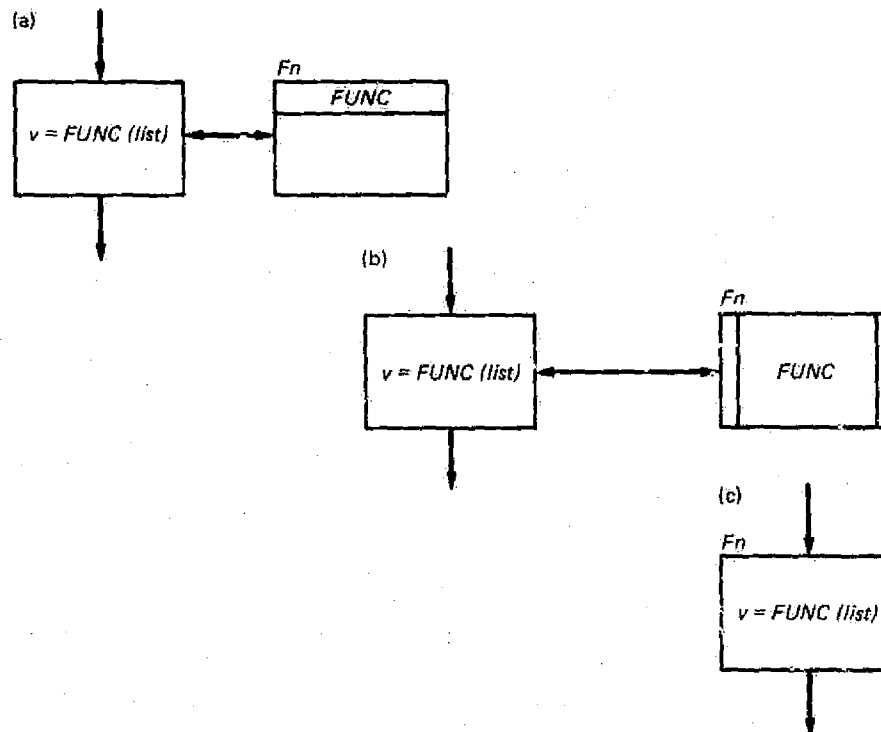 (a)
Fn
FUNC
v = FUNC (list)
(b)
Fn
v = FUNC (list)
FUNC
(c)
Fn
v = FUNC (list)